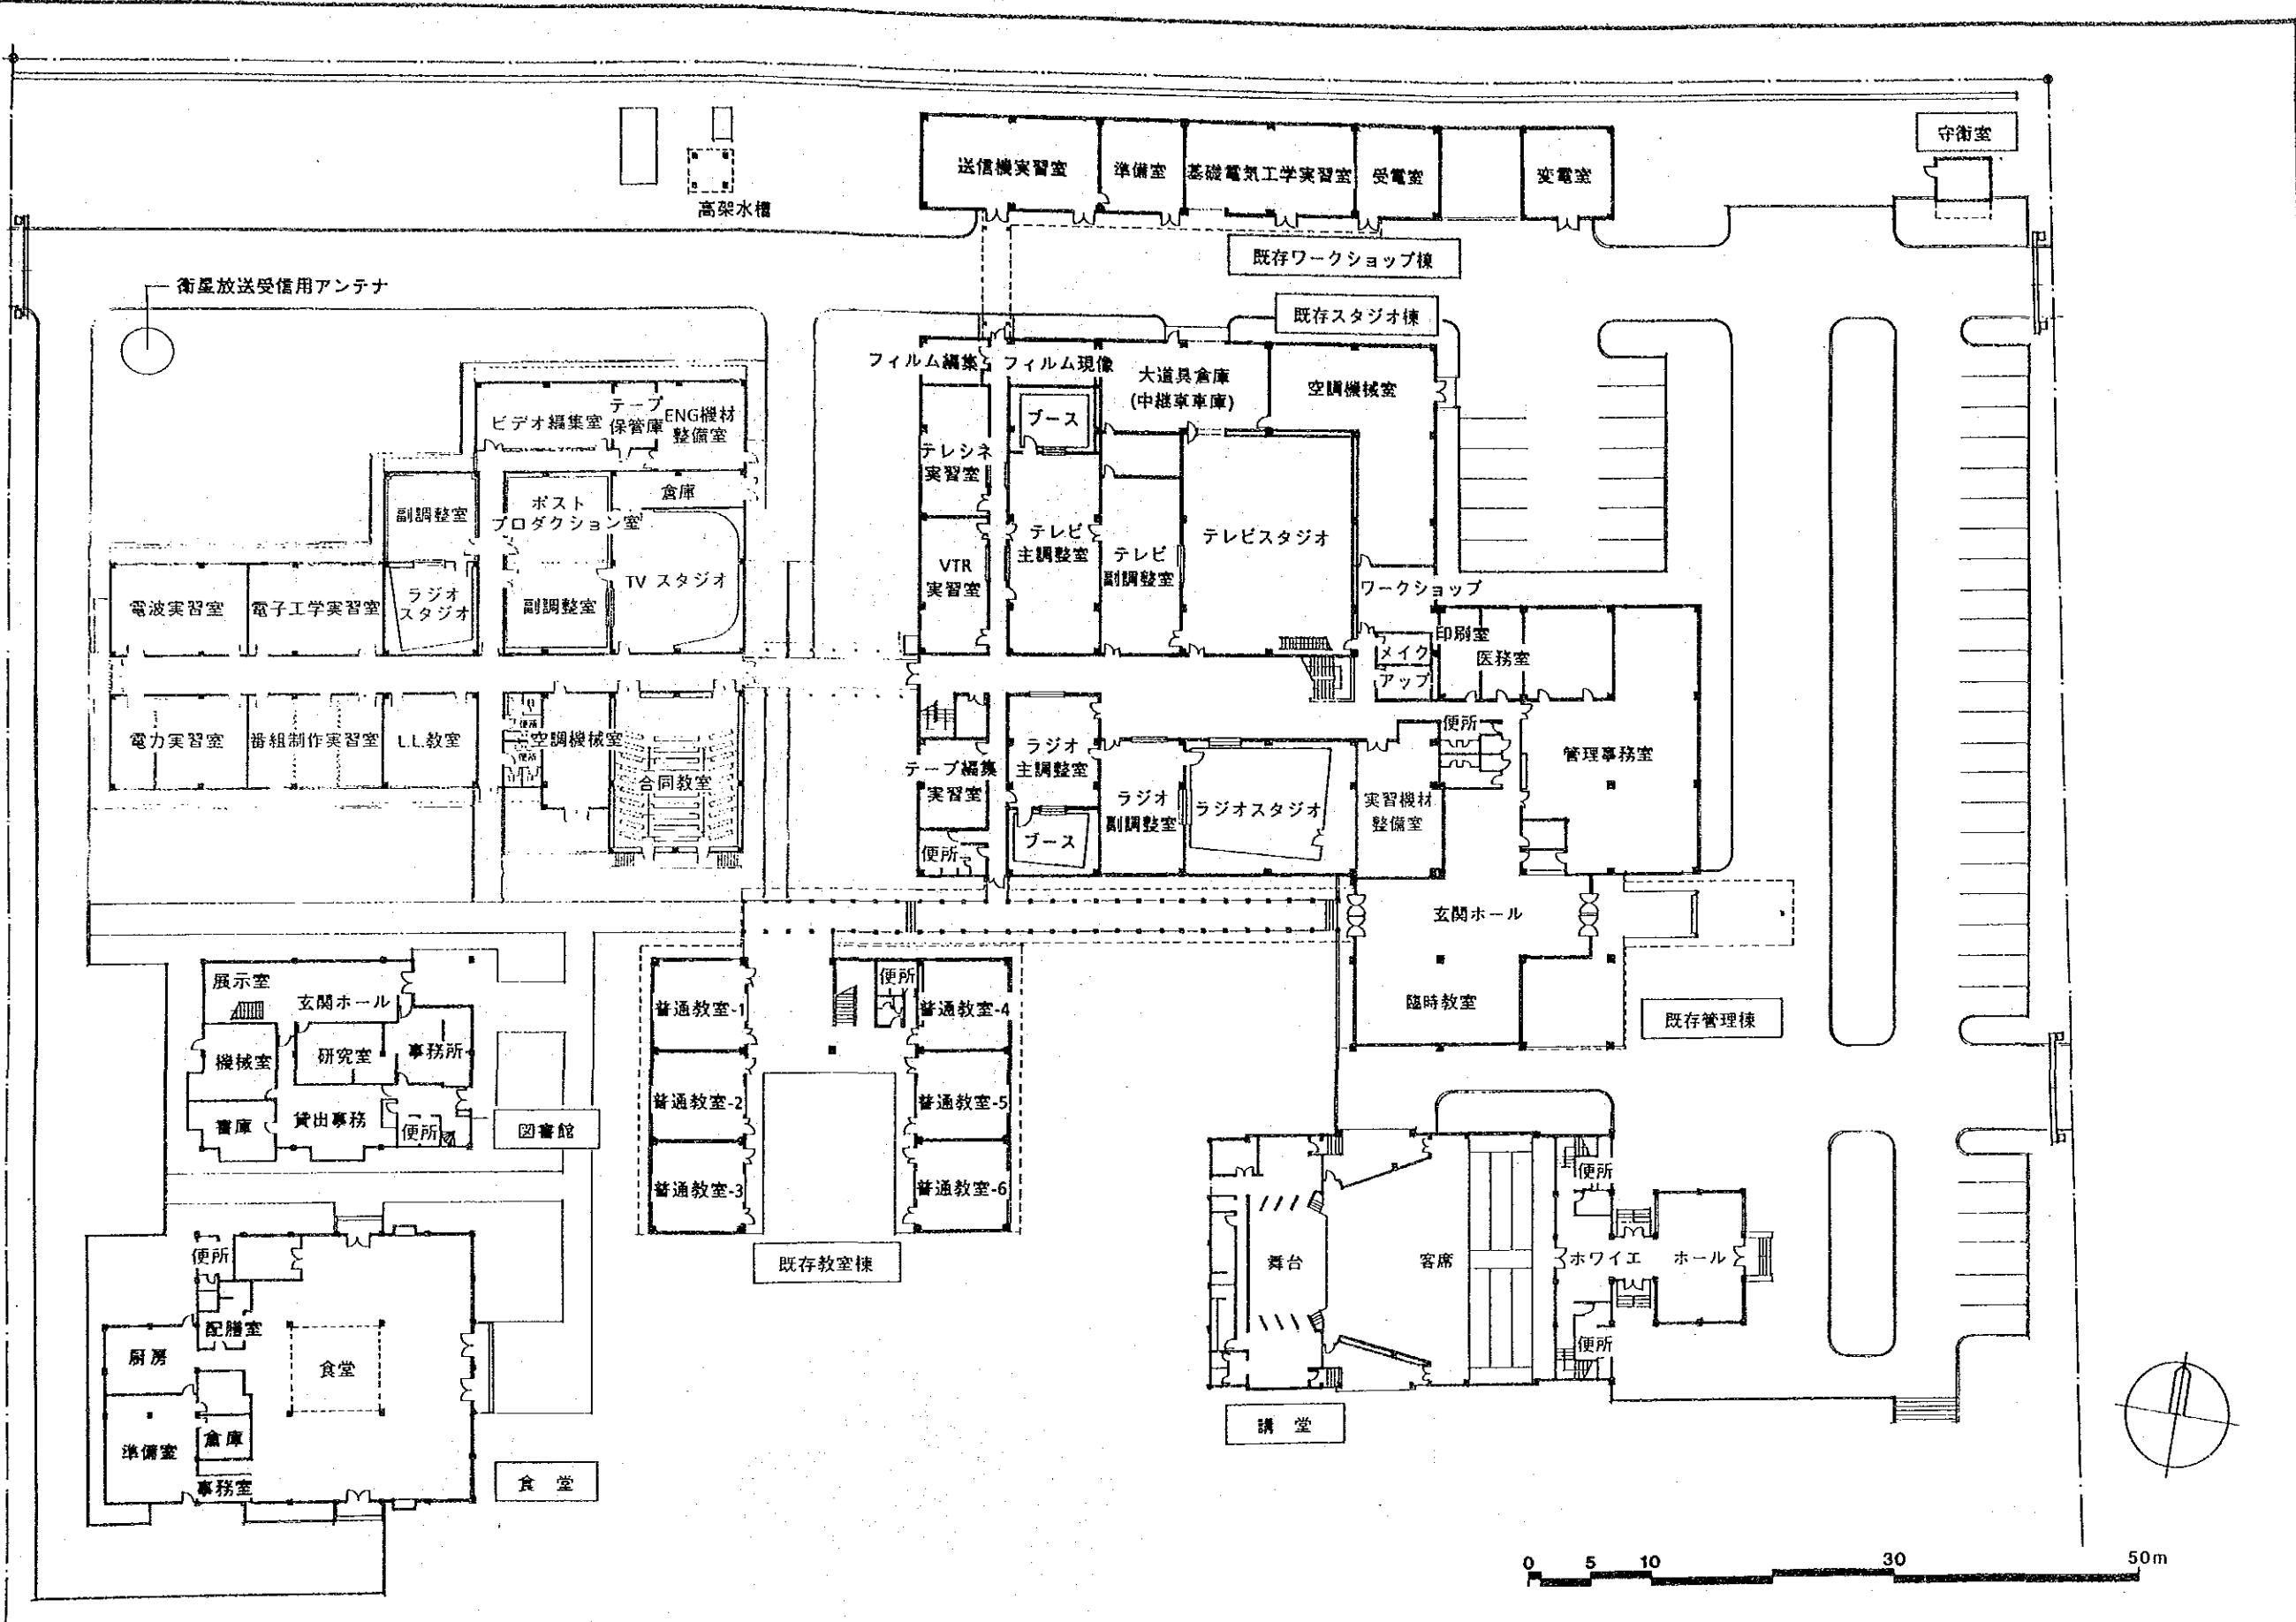 守衛室
送信機実習室
準備室
基礎電気工学実習室
受電室
変電室
高架水槽
既存ワークショップ棟
衛星放送受信用アンテナ
既存スタジオ棟
フィルム編集
フィルム現像
大道具倉庫
(中継車車庫)
空調機械室
ブース
ビデオ編集室
テープ
保管庫
ENG機材
整備室
テレシネ
実習室
倉庫
副調整室
ポスト
プロダクション室
テレビ
主調整室
テレビ
副調整室
テレビスタジオ
VTR
実習室
TV スタジオ
ワークショップ
電波実習室
電子工学実習室
ラジオ
スタジオ
副調整室
印刷室
医務室
メイク
アップ
便所
電力実習室
番組制作実習室
L.L.教室
便所
便所
空調機械室
合同教室
テープ編集
実習室
ラジオ
主調整室
ラジオ
副調整室
ラジオスタジオ
実習機材
整備室
管理事務室
便所
ブース
玄関ホール
臨時教室
既存管理棟
展示室
玄関ホール
機械室
研究室
事務所
書庫
貸出事務
便所
図書館
便所
普通教室-1
普通教室-4
普通教室-2
普通教室-5
普通教室-3
普通教室-6
既存教室棟
便所
舞台
客席
ホワイエ
ホール
便所
講 堂
便所
配膳室
厨房
食堂
準備室
倉庫
事務室
食 堂
0 5 10 30 50m